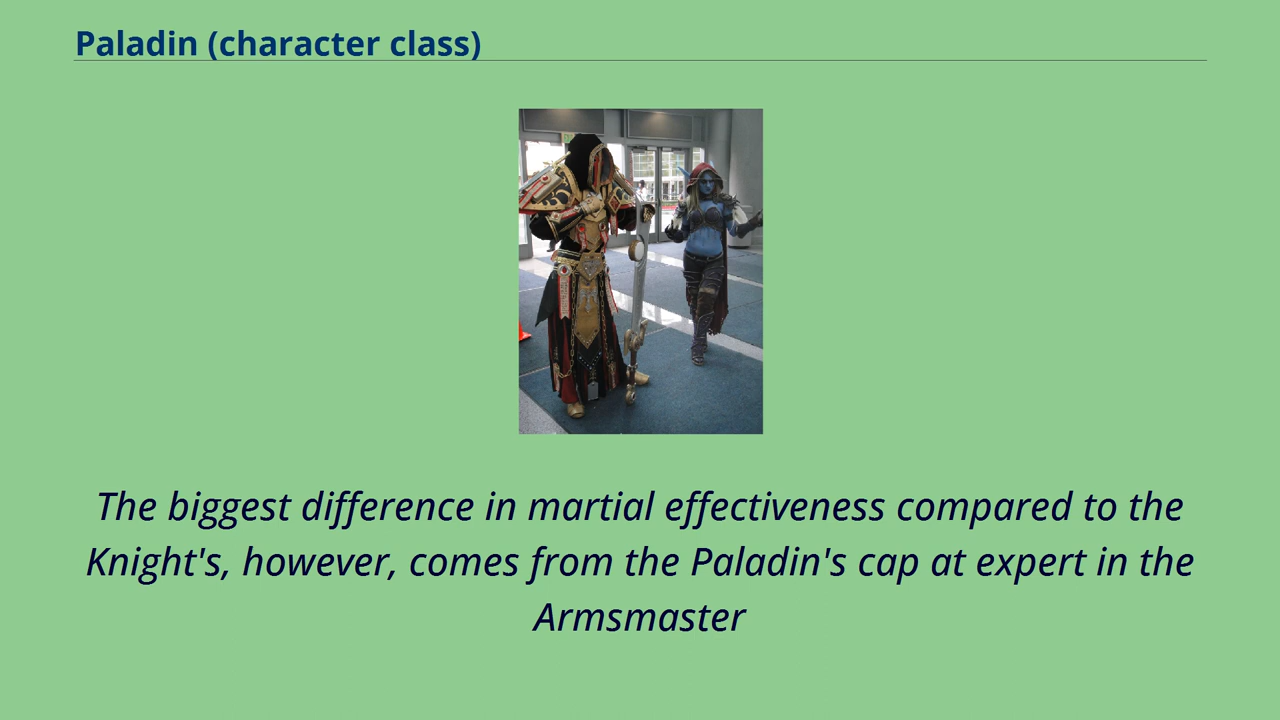 Paladin (character class)
The biggest difference in martial effectiveness compared to the
Knight's, however, comes from the Paladin's cap at expert in the
Armsmaster